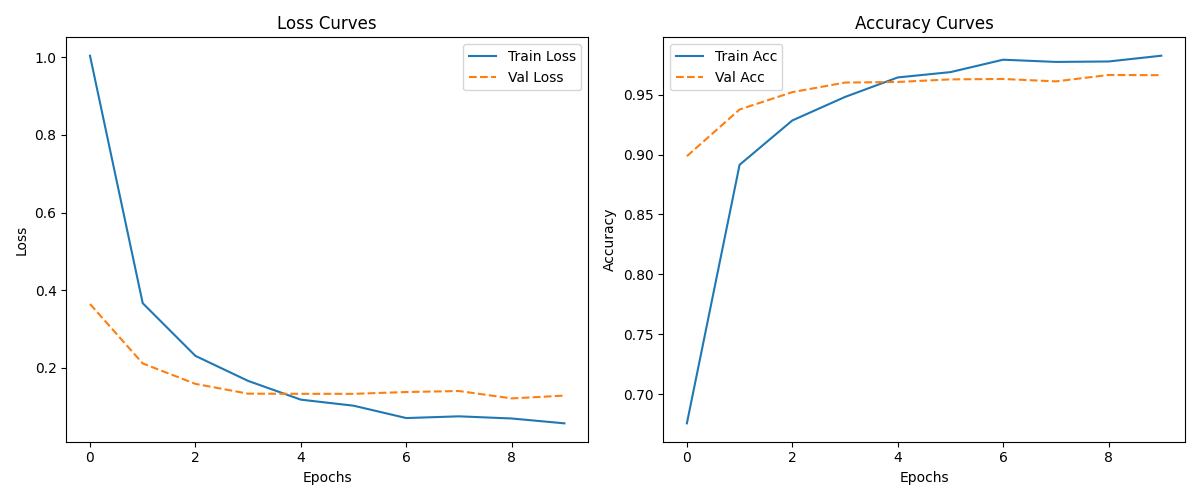 Loss Curves
1.0
0.8
0.6
0.4
0.2
Loss
Train Loss
Val Loss
0 2 4 6 8
Epochs
Accuracy Curves
0.95
0.90
0.85
0.80
0.75
0.70
Accuracy
Train Acc
Val Acc
0 2 4 6 8
Epochs